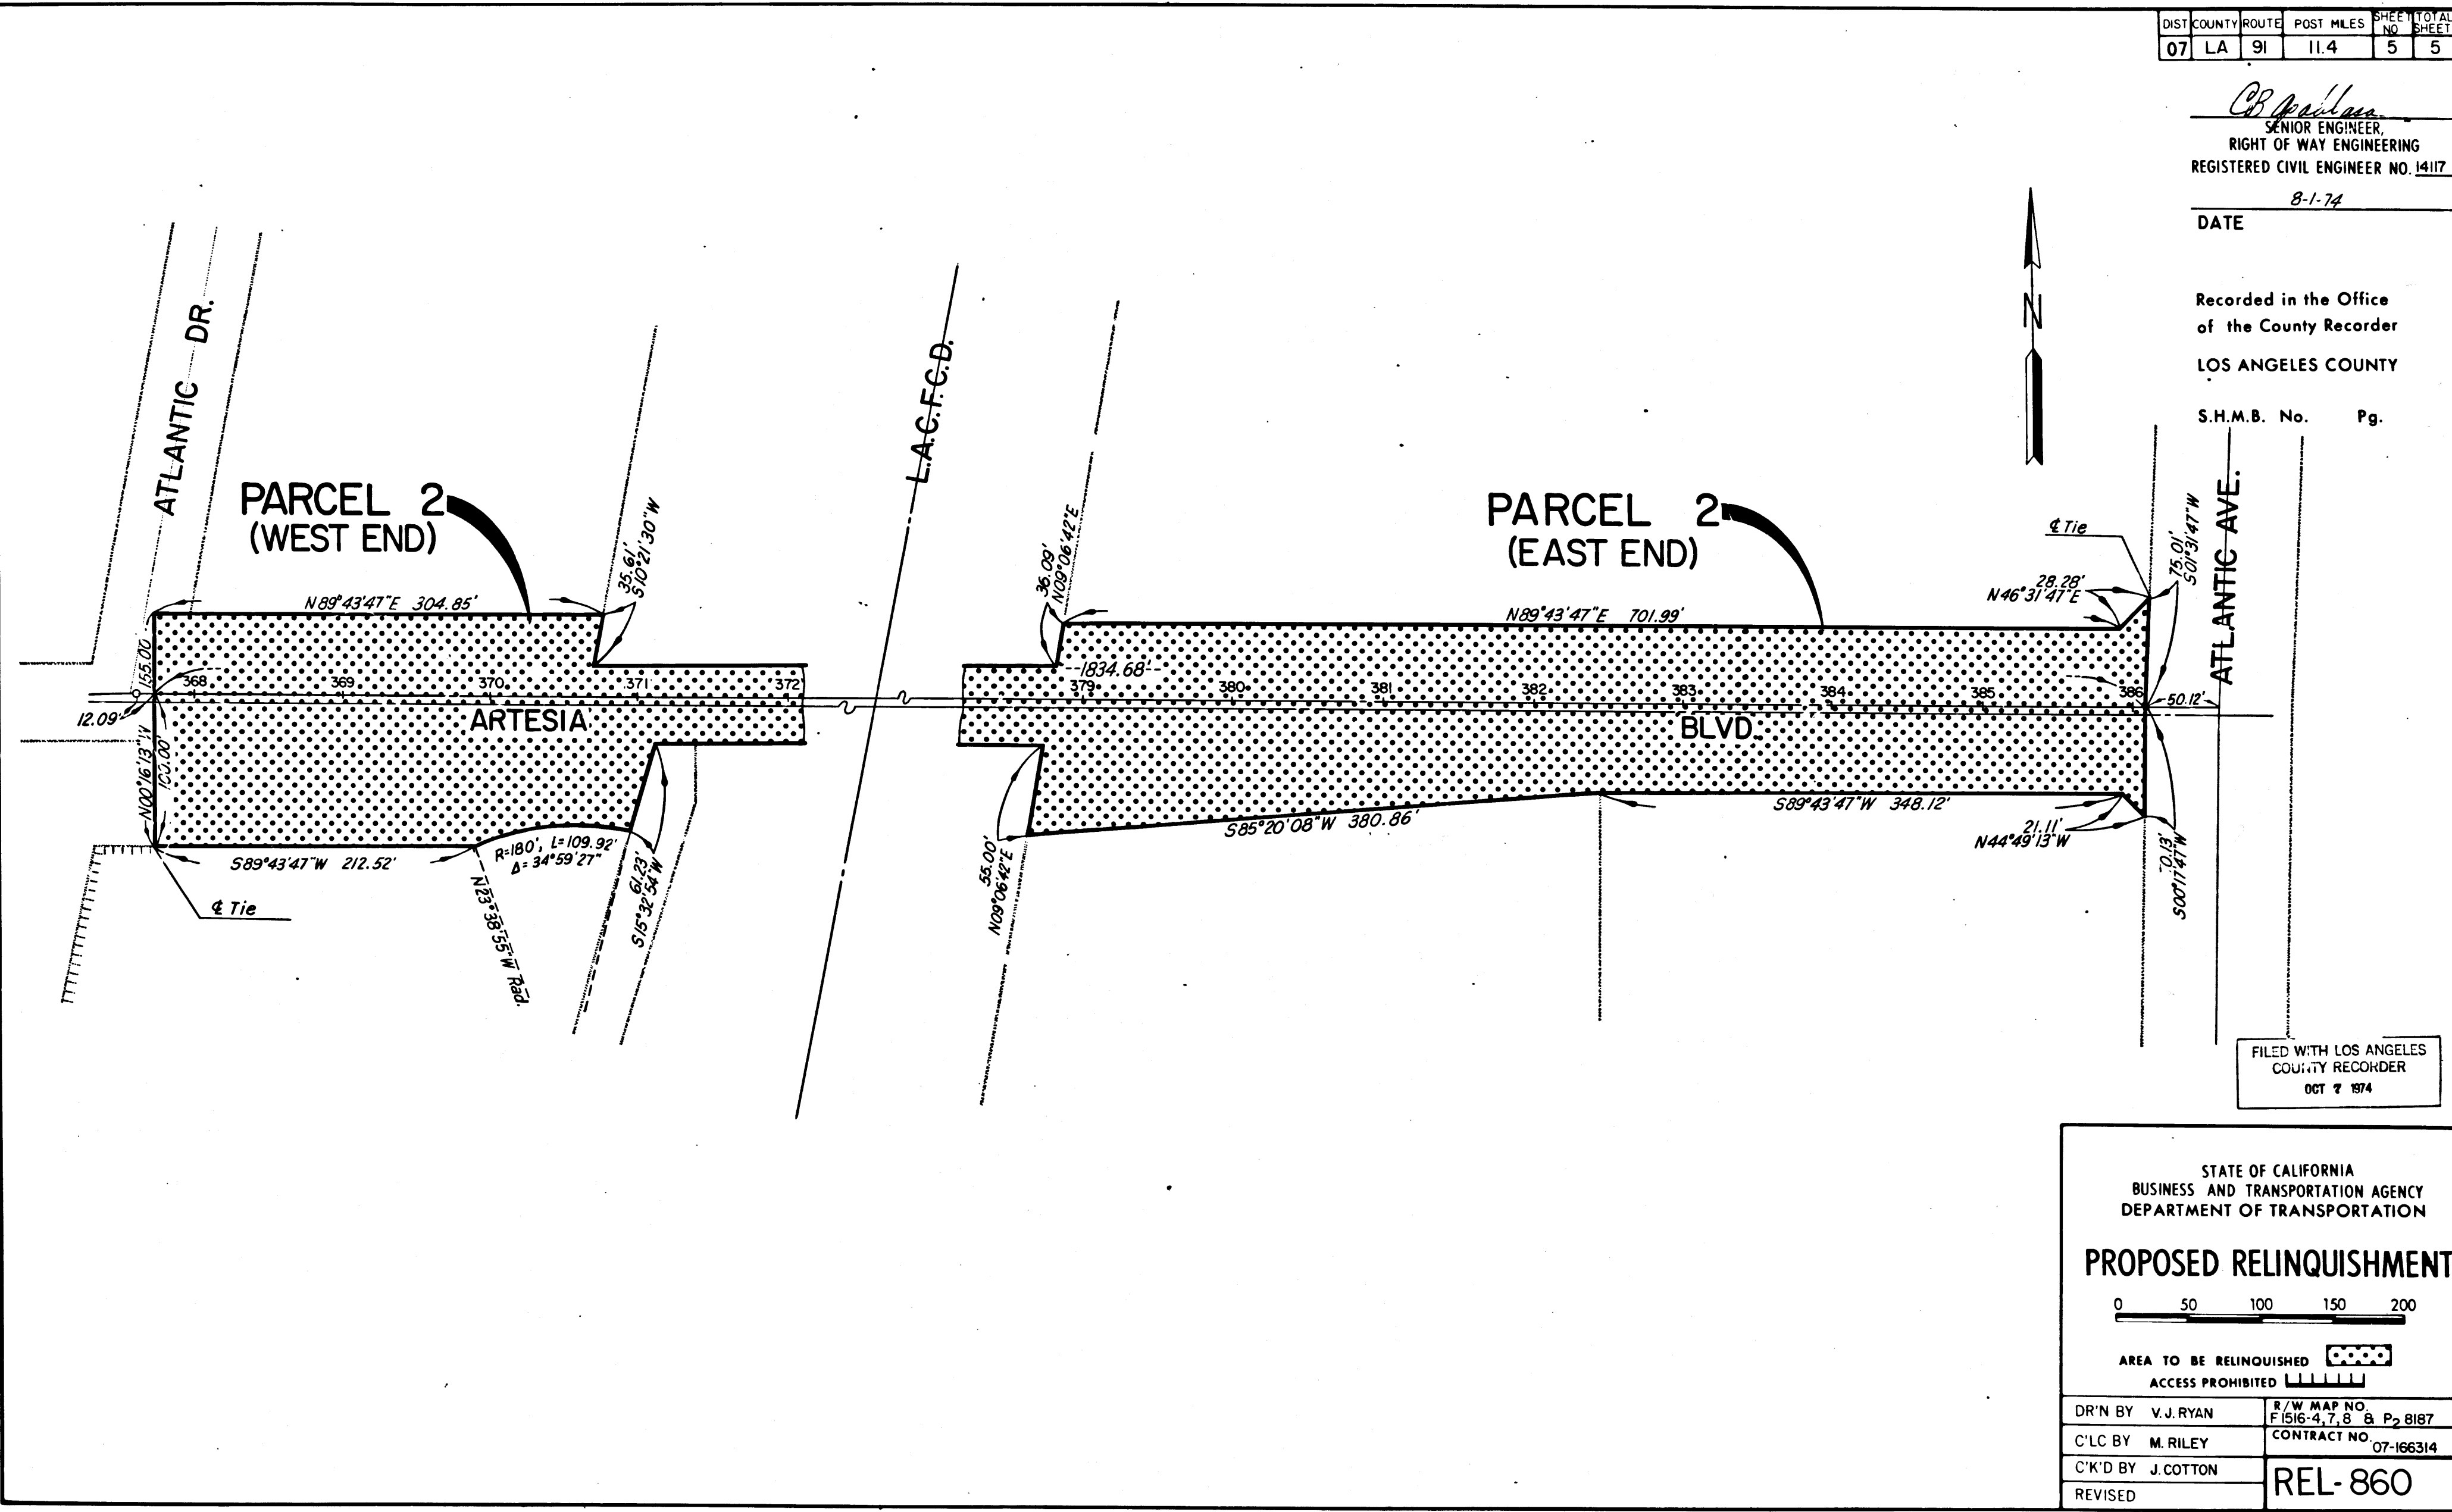 DIST COUNTY ROUTE POST MILES SHEET NO TOTAL SHEET
07 LA 91 11.4 5 5
SENIOR ENGINEER,
RIGHT OF WAY ENGINEERING
REGISTERED CIVIL ENGINEER NO. 14117
8-1-74
DATE
Recorded in the Office
of the County Recorder
LOS ANGELES COUNTY
S.H.M.B. No. Pg.
N
ATLANTIC DR.
L.A.C.F.C.D.
ATLANTIC AVE.
PARCEL 2
(WEST END)
PARCEL 2
(EAST END)
35.61'
S10°21'30"W
36.09'
N09°06'42"E
℄ Tie
75.01'
S01°31'47"W
28.28'
N46°31'47"E
N89°43'47"E 304.85'
N89°43'47"E 701.99'
155.00
1834.68'
368 369 370 371 372 379 380 381 382 383 384 385 386
50.12'
12.09'
ARTESIA BLVD.
N00°16'13"W
100.00'
S89°43'47"W 212.52'
R=180', L=109.92'
Δ=34°59'27"
61.23'
S15°32'54"W
N23°38'55"W Rad.
℄ Tie
55.00'
N09°06'42"E
S85°20'08"W 380.86'
S89°43'47"W 348.12'
21.11'
N44°49'13"W
0.13'
S00°17'47"W
FILED WITH LOS ANGELES
COUNTY RECORDER
OCT 7 1974
STATE OF CALIFORNIA
BUSINESS AND TRANSPORTATION AGENCY
DEPARTMENT OF TRANSPORTATION
PROPOSED RELINQUISHMENT
0 50 100 150 200
AREA TO BE RELINQUISHED
ACCESS PROHIBITED
DR'N BY V.J. RYAN
R/W MAP NO.
F1516-4,7,8 & P2 8187
C'LC BY M. RILEY
CONTRACT NO.
07-166314
C'K'D BY J. COTTON
REVISED
REL-860